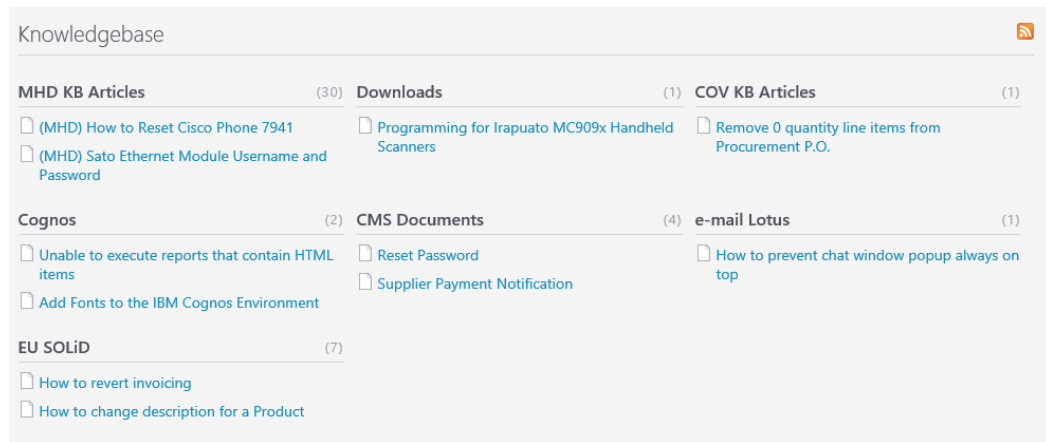 Knowledgebase
MHD KB Articles (30)
(MHD) How to Reset Cisco Phone 7941
(MHD) Sato Ethernet Module Username and
Password
Downloads (1)
Programming for Irapuato MC909x Handheld
Scanners
COV KB Articles (1)
Remove 0 quantity line items from
Procurement P.O.
Cognos (2)
Unable to execute reports that contain HTML
items
Add Fonts to the IBM Cognos Environment
CMS Documents (4)
Reset Password
Supplier Payment Notification
e-mail Lotus (1)
How to prevent chat window popup always on
top
EU SOLiD (7)
How to revert invoicing
How to change description for a Product